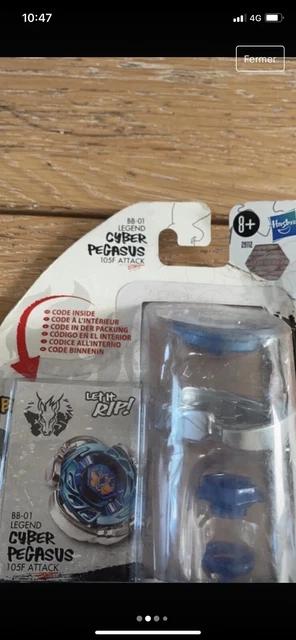 10:47
4G
Fermer
BB-01
LEGEND
CYBER
PEGASUS
105F ATTACK
8+
Hasbro
CODE INSIDE
CODE À L'INTÉRIEUR
CODE IN DER PACKUNG
CÓDIGO EN EL INTERIOR
CODICE ALL'INTERNO
CODE BINNENIN
LET IT
RIP!
BB-01
LEGEND
CYBER
PEGASUS
105F ATTACK